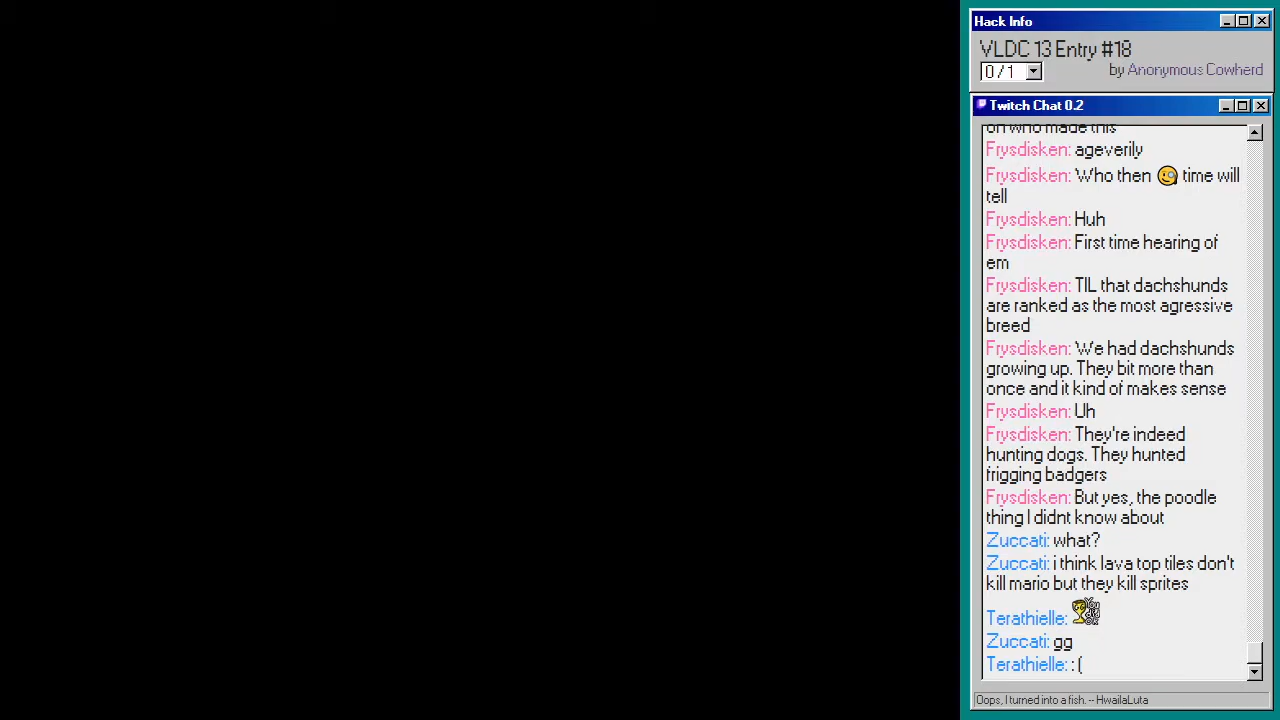 Hack Info
VLDC 13 Entry #18
0/1
by Anonymous Cowherd
Twitch Chat 0.2
on who made this
Frysdisken: ageverily
Frysdisken: Who then time will
tell
Frysdisken: Huh
Frysdisken: First time hearing of
em
Frysdisken: TIL that dachshunds
are ranked as the most agressive
breed
Frysdisken: We had dachshunds
growing up. They bit more than
once and it kind of makes sense
Frysdisken: Uh
Frysdisken: They're indeed
hunting dogs. They hunted
frigging badgers
Frysdisken: But yes, the poodle
thing I didnt know about
Zuccati: what?
Zuccati: i think lava top tiles don't
kill mario but they kill sprites
Terathielle:
Zuccati: gg
Terathielle: :(
Oops, I turned into a fish. -- HwailaLuta